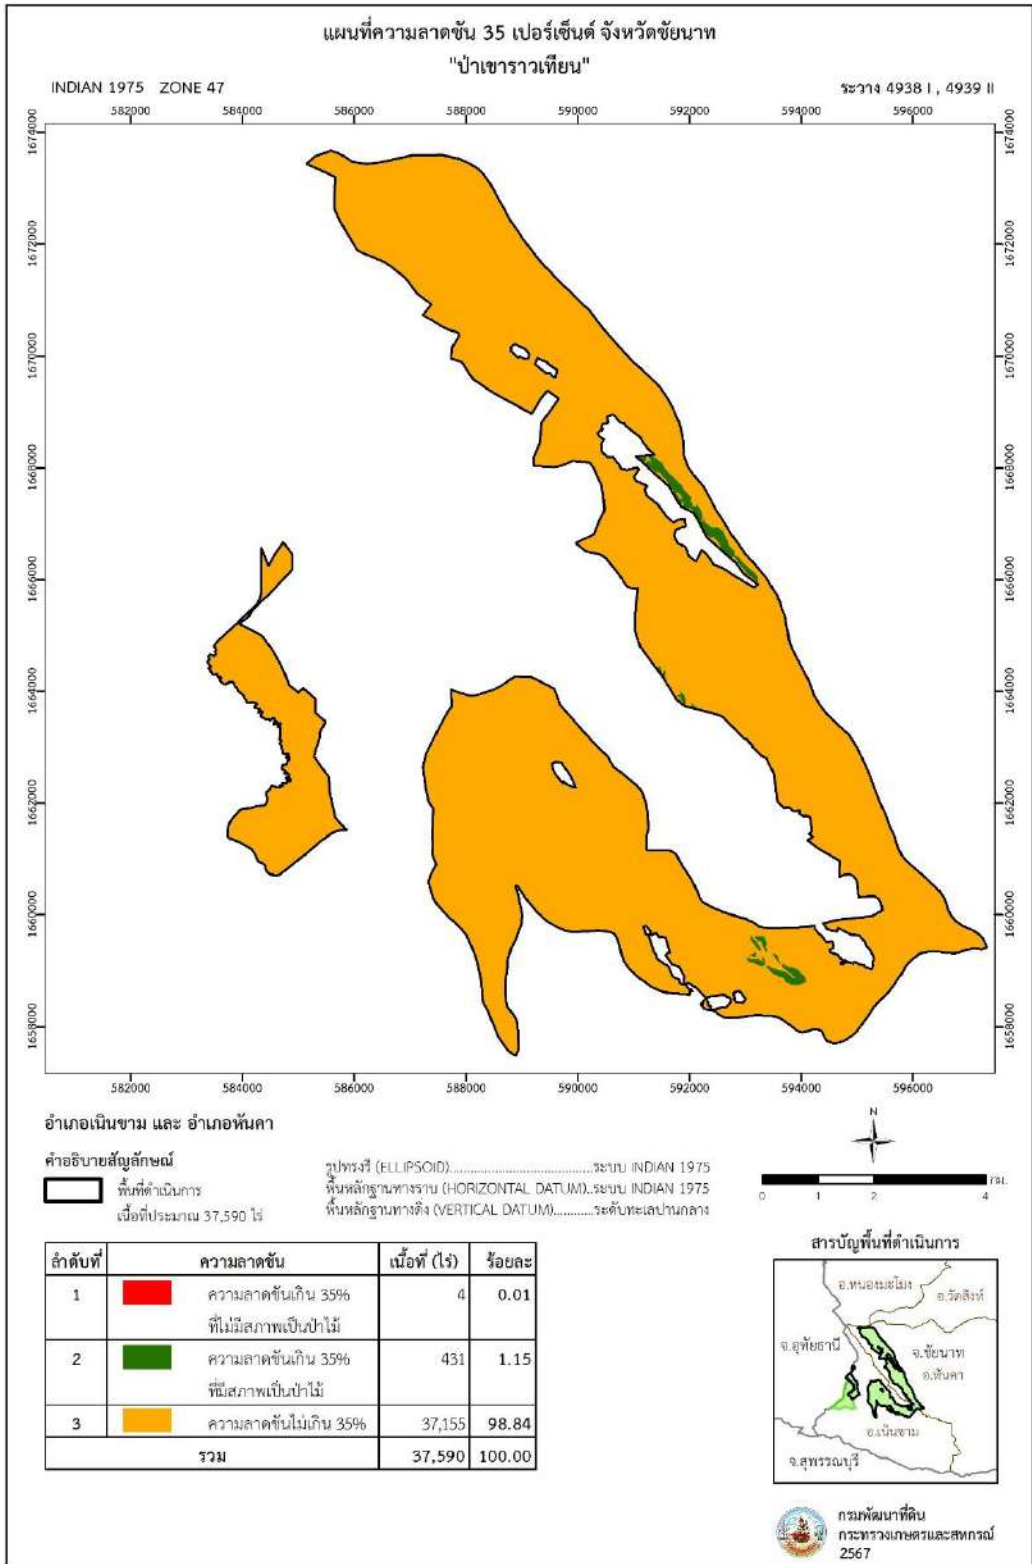 แผนที่ความลาดชัน 35 เปอร์เซ็นต์ จังหวัดชัยนาท
"ป่าเขาราวเทียน"
INDIAN 1975 ZONE 47
ระวาง 4938 I , 4939 II
582000 584000 586000 588000 590000 592000 594000 596000
1674000 1674000
1672000 1672000
1670000 1670000
1668000 1668000
1666000 1666000
1664000 1664000
1662000 1662000
1660000 1660000
1658000 1658000
582000 584000 586000 588000 590000 592000 594000 596000
อำเภอเนินขาม และ อำเภอหันคา
คำอธิบายสัญลักษณ์
พื้นที่ดำเนินการ
เนื้อที่ประมาณ 37,590 ไร่
รูปทรงรี (ELLIPSOID)........................................ระบบ INDIAN 1975
พื้นหลักฐานทางราบ (HORIZONTAL DATUM)..ระบบ INDIAN 1975
พื้นหลักฐานทางดิ่ง (VERTICAL DATUM)...........ระดับทะเลปานกลาง
N
0 1 2 4 กม.
ลำดับที่ ความลาดชัน เนื้อที่ (ไร่) ร้อยละ
1 ความลาดชันเกิน 35% 4 0.01
ที่ไม่มีสภาพเป็นป่าไม้
2 ความลาดชันเกิน 35% 431 1.15
ที่มีสภาพเป็นป่าไม้
3 ความลาดชันไม่เกิน 35% 37,155 98.84
รวม 37,590 100.00
สารบัญพื้นที่ดำเนินการ
อ.หนองมะโมง
อ.วัดสิงห์
จ.อุทัยธานี
จ.ชัยนาท
อ.หันคา
อ.เนินขาม
จ.สุพรรณบุรี
กรมพัฒนาที่ดิน
กระทรวงเกษตรและสหกรณ์
2567